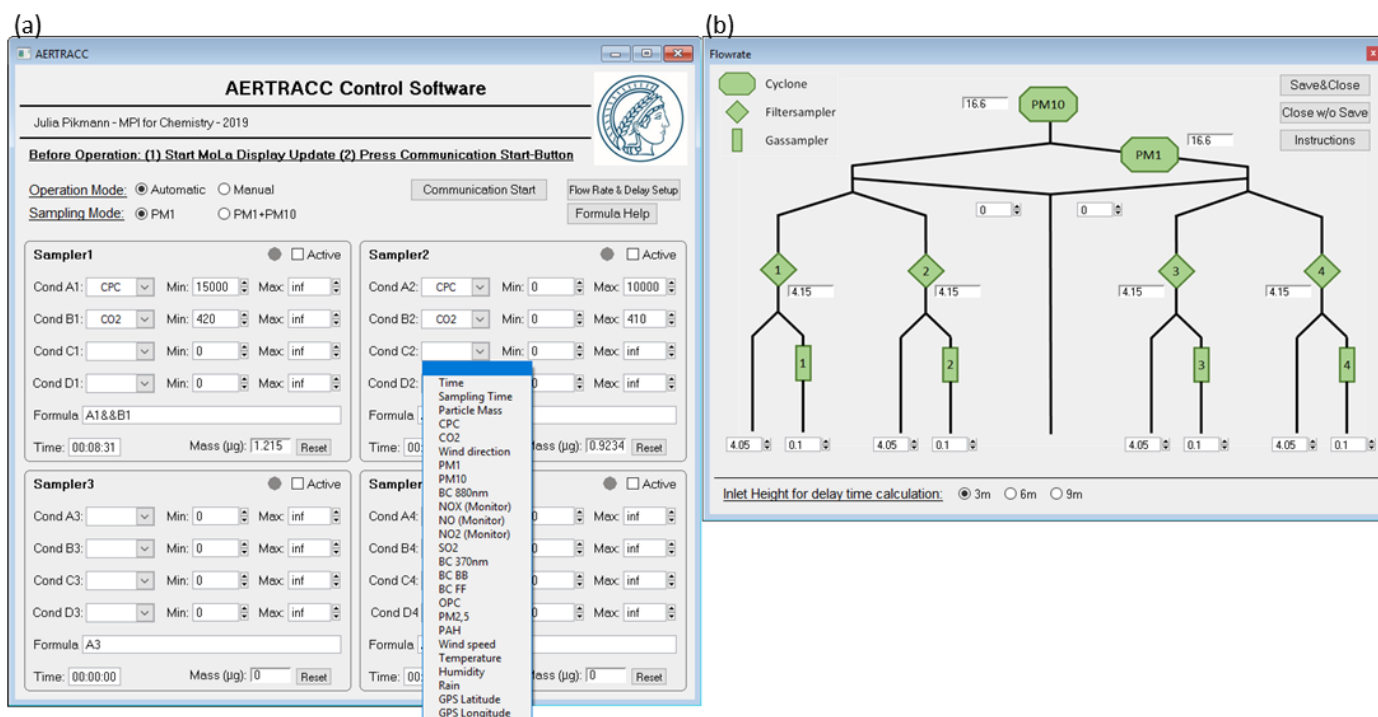 (a)
AERTRACC
AERTRACC Control Software
Julia Pikmann - MPI for Chemistry - 2019
Before Operation: (1) Start MoLa Display Update (2) Press Communication Start-Button
Operation Mode: Automatic Manual Communication Start Flow Rate & Delay Setup
Sampling Mode: PM1 PM1+PM10 Formula Help
Sampler1 Active
Cond A1: CPC Min: 15000 Max: inf
Cond B1: CO2 Min: 420 Max: inf
Cond C1: Min: 0 Max: inf
Cond D1: Min: 0 Max: inf
Formula A1&&B1
Time: 00:08:31 Mass (µg): 1.215 Reset
Sampler2 Active
Cond A2: CPC Min: 0 Max: 10000
Cond B2: CO2 Min: 0 Max: 410
Cond C2: Min: 0 Max: inf
Cond D2: 0 Max: inf
Formula
Time: 00: Mass (µg): 0.9234 Reset
Time
Sampling Time
Particle Mass
CPC
CO2
Wind direction
PM1
PM10
BC 880nm
NOX (Monitor)
NO (Monitor)
NO2 (Monitor)
SO2
BC 370nm
BC BB
BC FF
OPC
PM2,5
PAH
Wind speed
Temperature
Humidity
Rain
GPS Latitude
GPS Longitude
Sampler3 Active
Cond A3: Min: 0 Max: inf
Cond B3: Min: 0 Max: inf
Cond C3: Min: 0 Max: inf
Cond D3: Min: 0 Max: inf
Formula A3
Time: 00:00:00 Mass (µg): 0 Reset
Sampler Active
Cond A4: 0 Max: inf
Cond B4: 0 Max: inf
Cond C4: 0 Max: inf
Cond D4 0 Max: inf
Formula
Time: 00: Mass (µg): 0 Reset
(b)
Flowrate
Cyclone
Filtersampler
Gassampler
Save&Close
Close w/o Save
Instructions
16.6 PM10
16.6
PM1
0 0
1 2 3 4
4.15 4.15 4.15 4.15
1 2 3 4
4.05 0.1 4.05 0.1 4.05 0.1 4.05 0.1
Inlet Height for delay time calculation: 3m 6m 9m